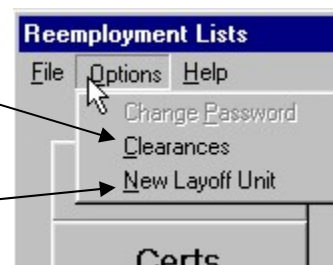 Reemployment Lists
File Options Help
Change Password
Clearances
New Layoff Unit
Certs